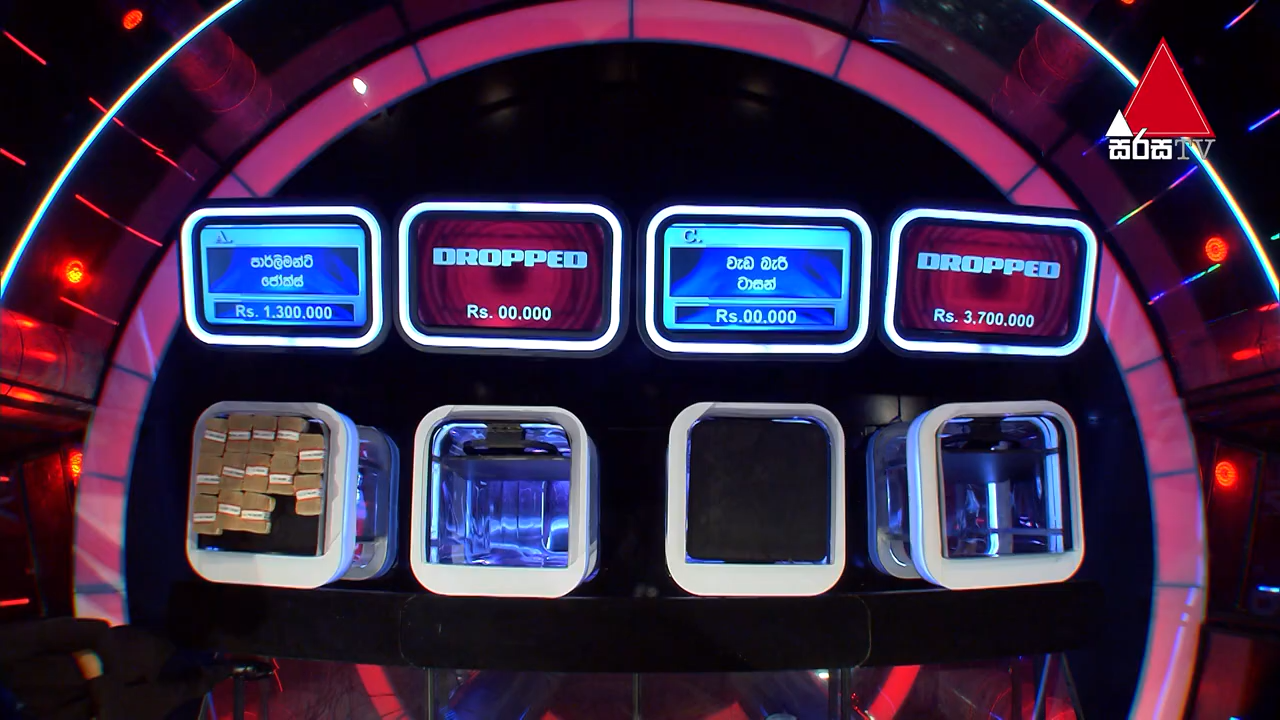 සිරස TV
A.
පාර්ලිමන්ට්
ජෝක්ස්
Rs. 1.300.000
DROPPED
Rs. 00.000
C.
වැඩ බැරි
ටාසන්
Rs.00.000
DROPPED
Rs. 3.700.000